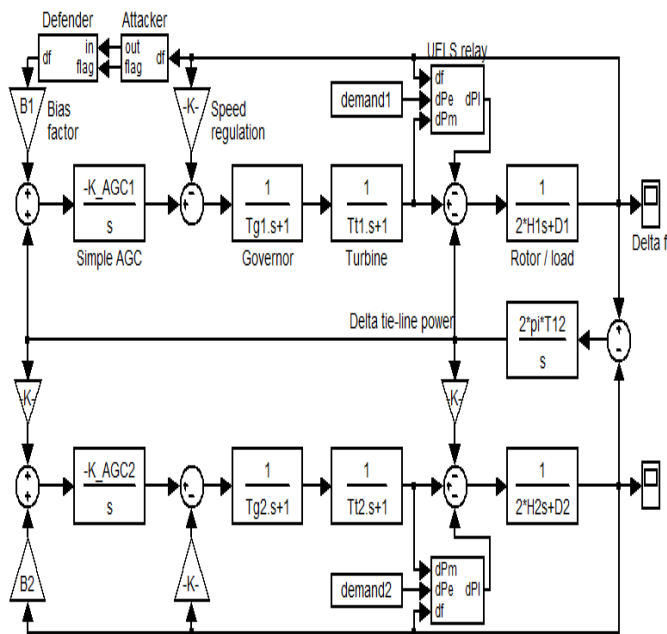 Defender
Attacker
df
in
flag
out
flag
df
UFLS relay
df
dPe
dPm
dPl
demand1
B1
Bias
factor
-K-
Speed
regulation
+
+
-K_AGC1
s
Simple AGC
-
-
1
Tg1.s+1
Governor
1
Tt1.s+1
Turbine
-
-
1
2*H1s+D1
Rotor / load
Delta f
Delta tie-line power
2*pi*T12
s
+
-
-K-
-K-
+
+
-K_AGC2
s
-
-
1
Tg2.s+1
1
Tt2.s+1
-
-
1
2*H2s+D2
B2
-K-
demand2
dPm
dPe
df
dPl